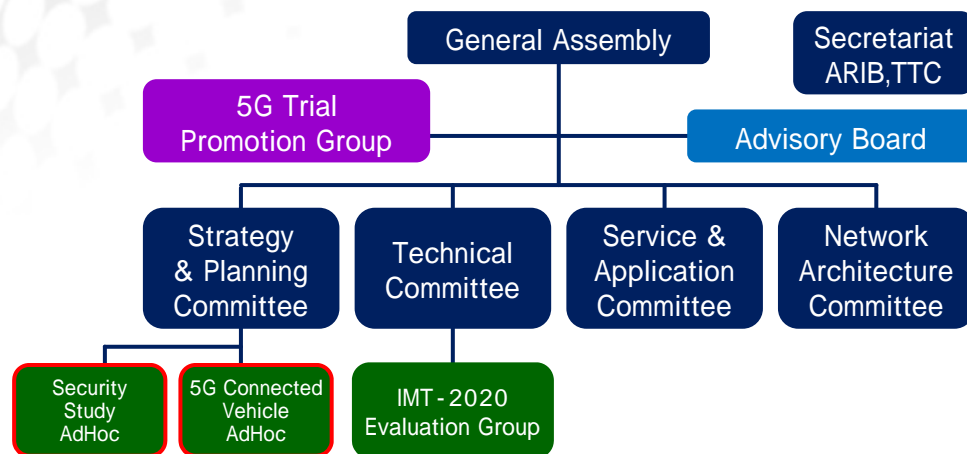 General Assembly
Secretariat
ARIB,TTC
5G Trial
Promotion Group
Advisory Board
Strategy
& Planning
Committee
Technical
Committee
Service &
Application
Committee
Network
Architecture
Committee
Security
Study
AdHoc
5G Connected
Vehicle
AdHoc
IMT-2020
Evaluation Group